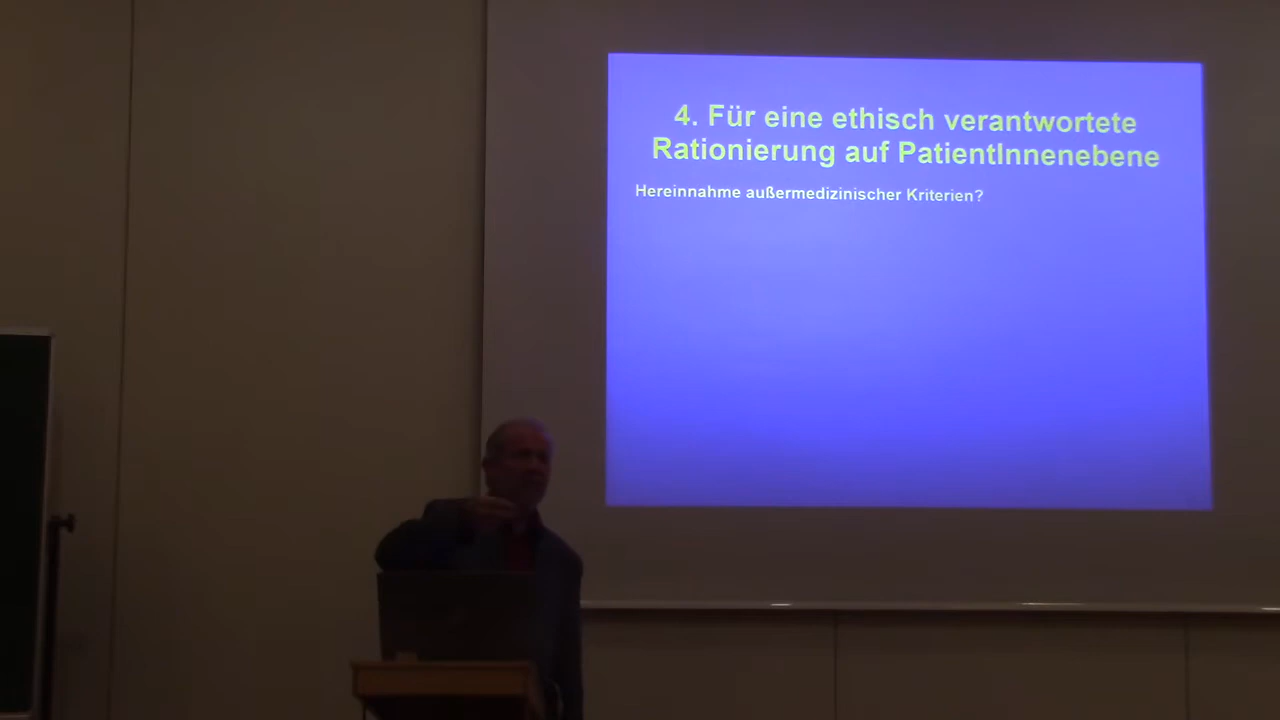 4. Für eine ethisch verantwortete
Rationierung auf PatientInnenebene
Hereinnahme außermedizinischer Kriterien?